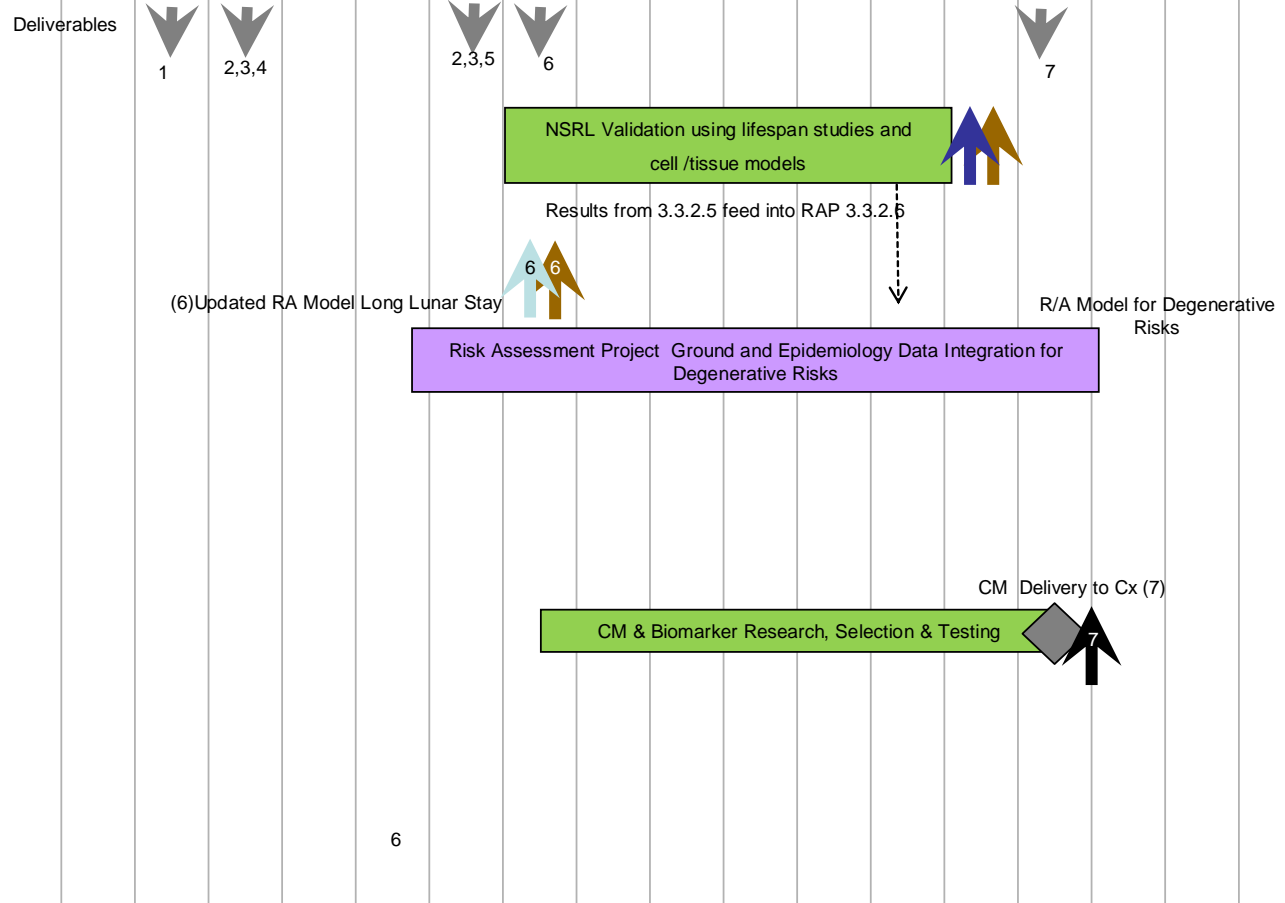 Deliverables
1
2,3,4
2,3,5
6
7
NSRL Validation using lifespan studies and
cell /tissue models
Results from 3.3.2.5 feed into RAP 3.3.2.6
6 6
(6)Updated RA Model Long Lunar Stay
R/A Model for Degenerative
Risks
Risk Assessment Project Ground and Epidemiology Data Integration for
Degenerative Risks
CM Delivery to Cx (7)
CM & Biomarker Research, Selection & Testing
7
6